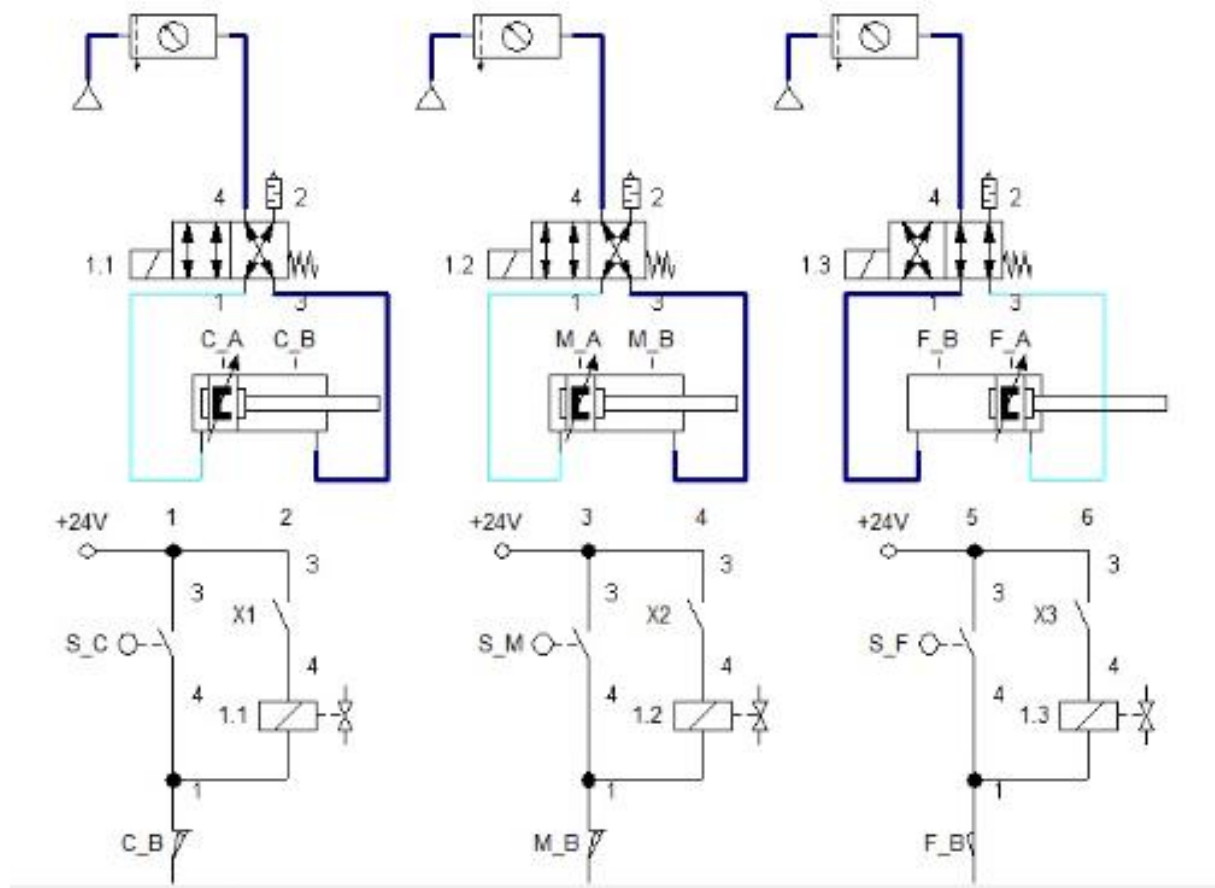 4 2 4 2 4 2
1.1 1.2 1.3
1 3 1 3 1 3
C_A C_B M_A M_B F_B F_A
+24V 1 2 +24V 3 4 +24V 5 6
3 3 3
3 3 3
X1 X2 X3
S_C S_M S_F
4 4 4
4 4 4
1.1 1.2 1.3
1 1 1
C_B M_B F_B